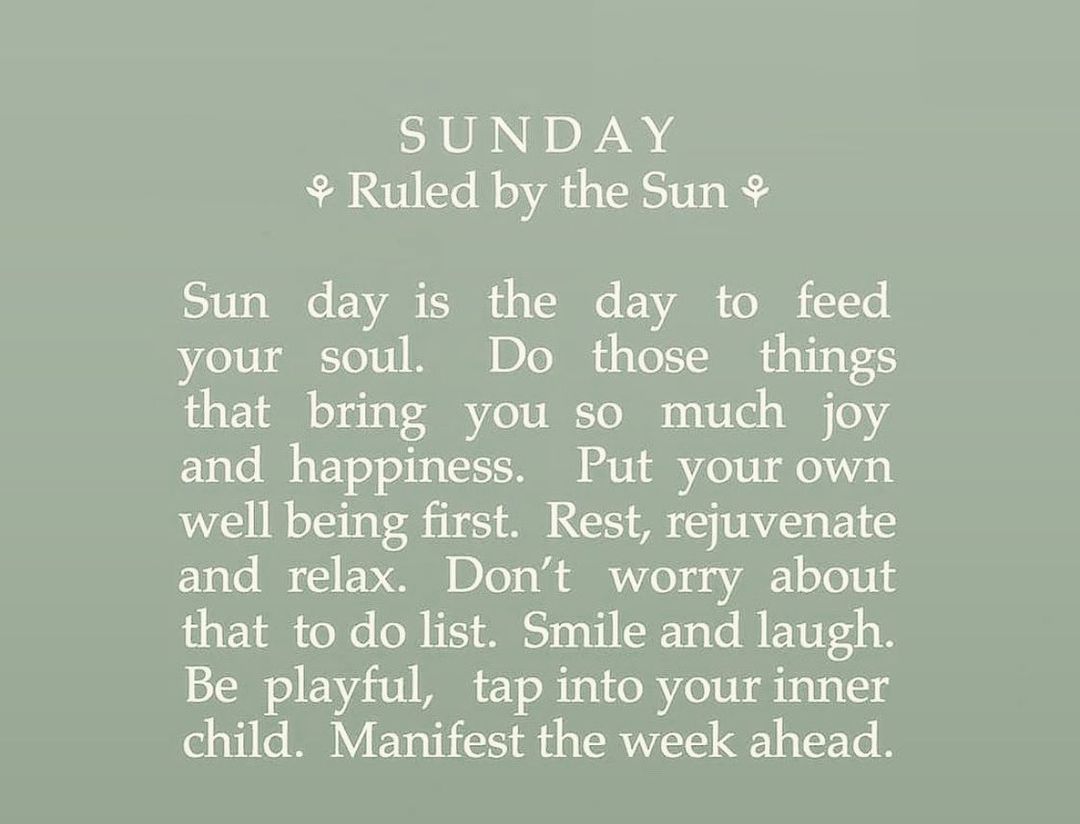 SUNDAY
⚘ Ruled by the Sun ⚘
Sun day is the day to feed
your soul. Do those things
that bring you so much joy
and happiness. Put your own
well being first. Rest, rejuvenate
and relax. Don’t worry about
that to do list. Smile and laugh.
Be playful, tap into your inner
child. Manifest the week ahead.